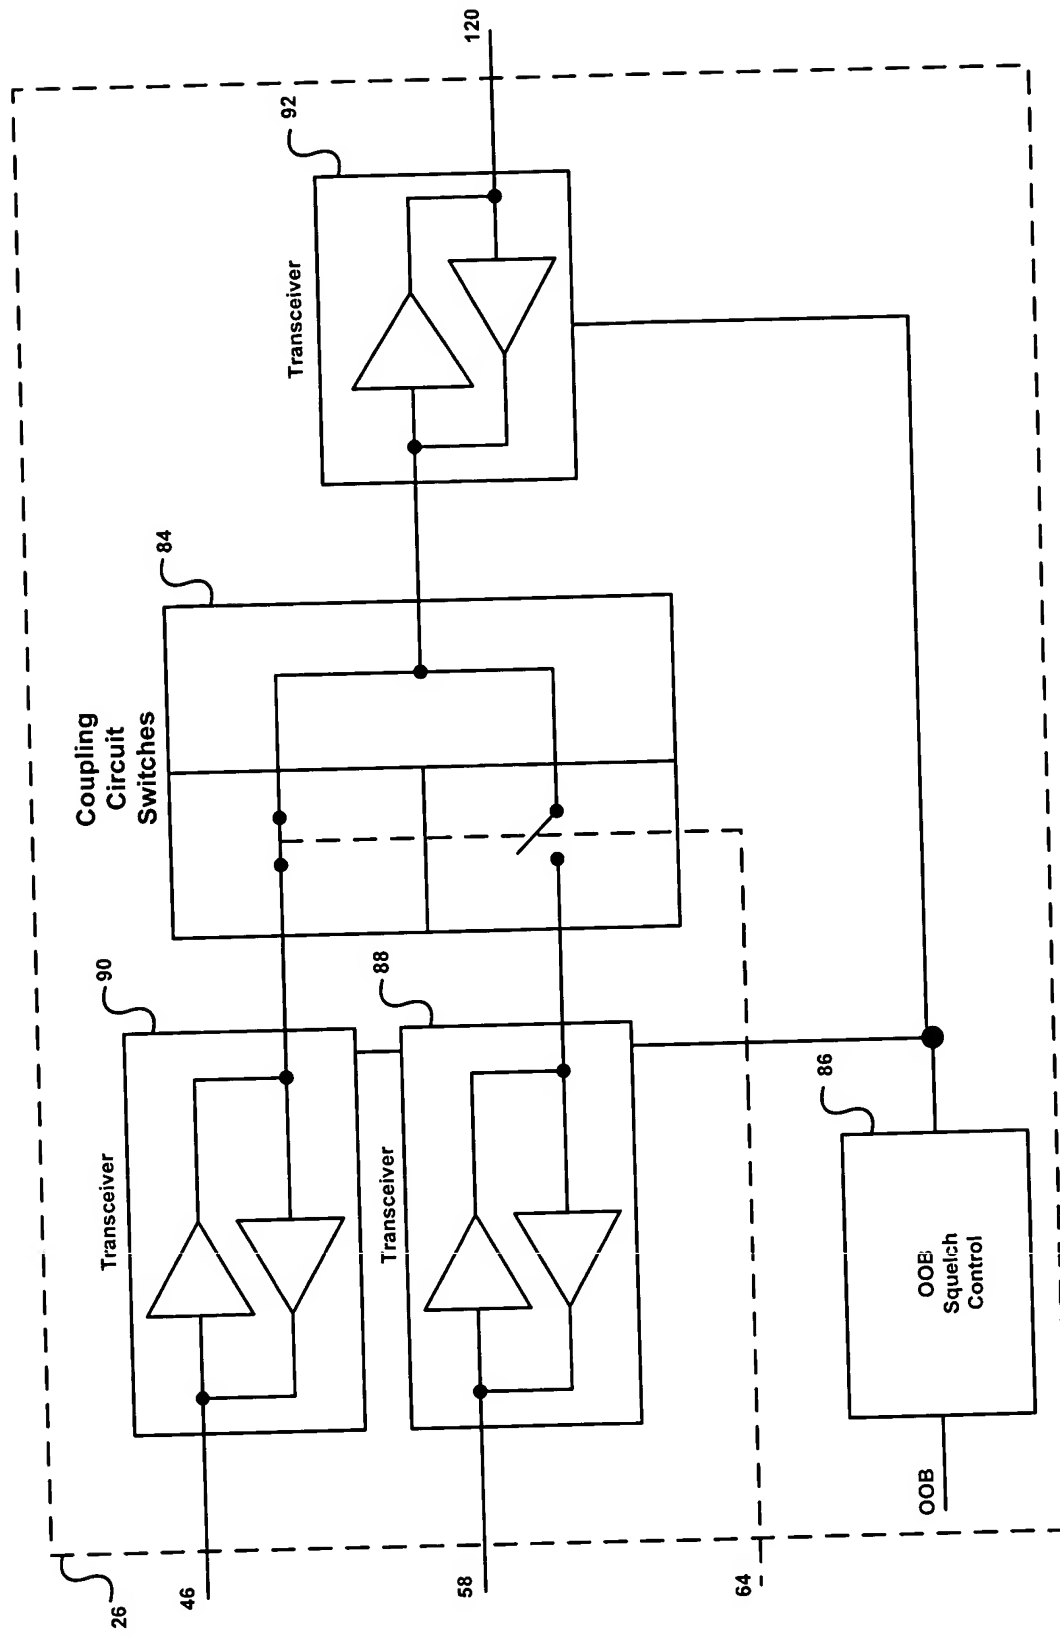 120
92
Transceiver
84
Coupling
Circuit
Switches
90
Transceiver
88
Transceiver
86
OOB
Squelch
Control
OOB
26
46
58
64